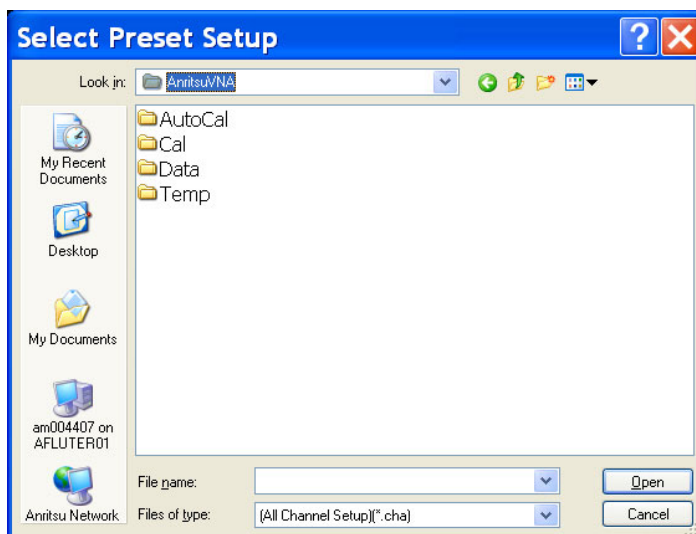 Select Preset Setup
Look in: AnritsuVNA
AutoCal
Cal
Data
Temp
My Recent
Documents
Desktop
My Documents
am004407 on
AFLUTER01
Anritsu Network
File name:
Open
Files of type: (All Channel Setup)(*.cha)
Cancel